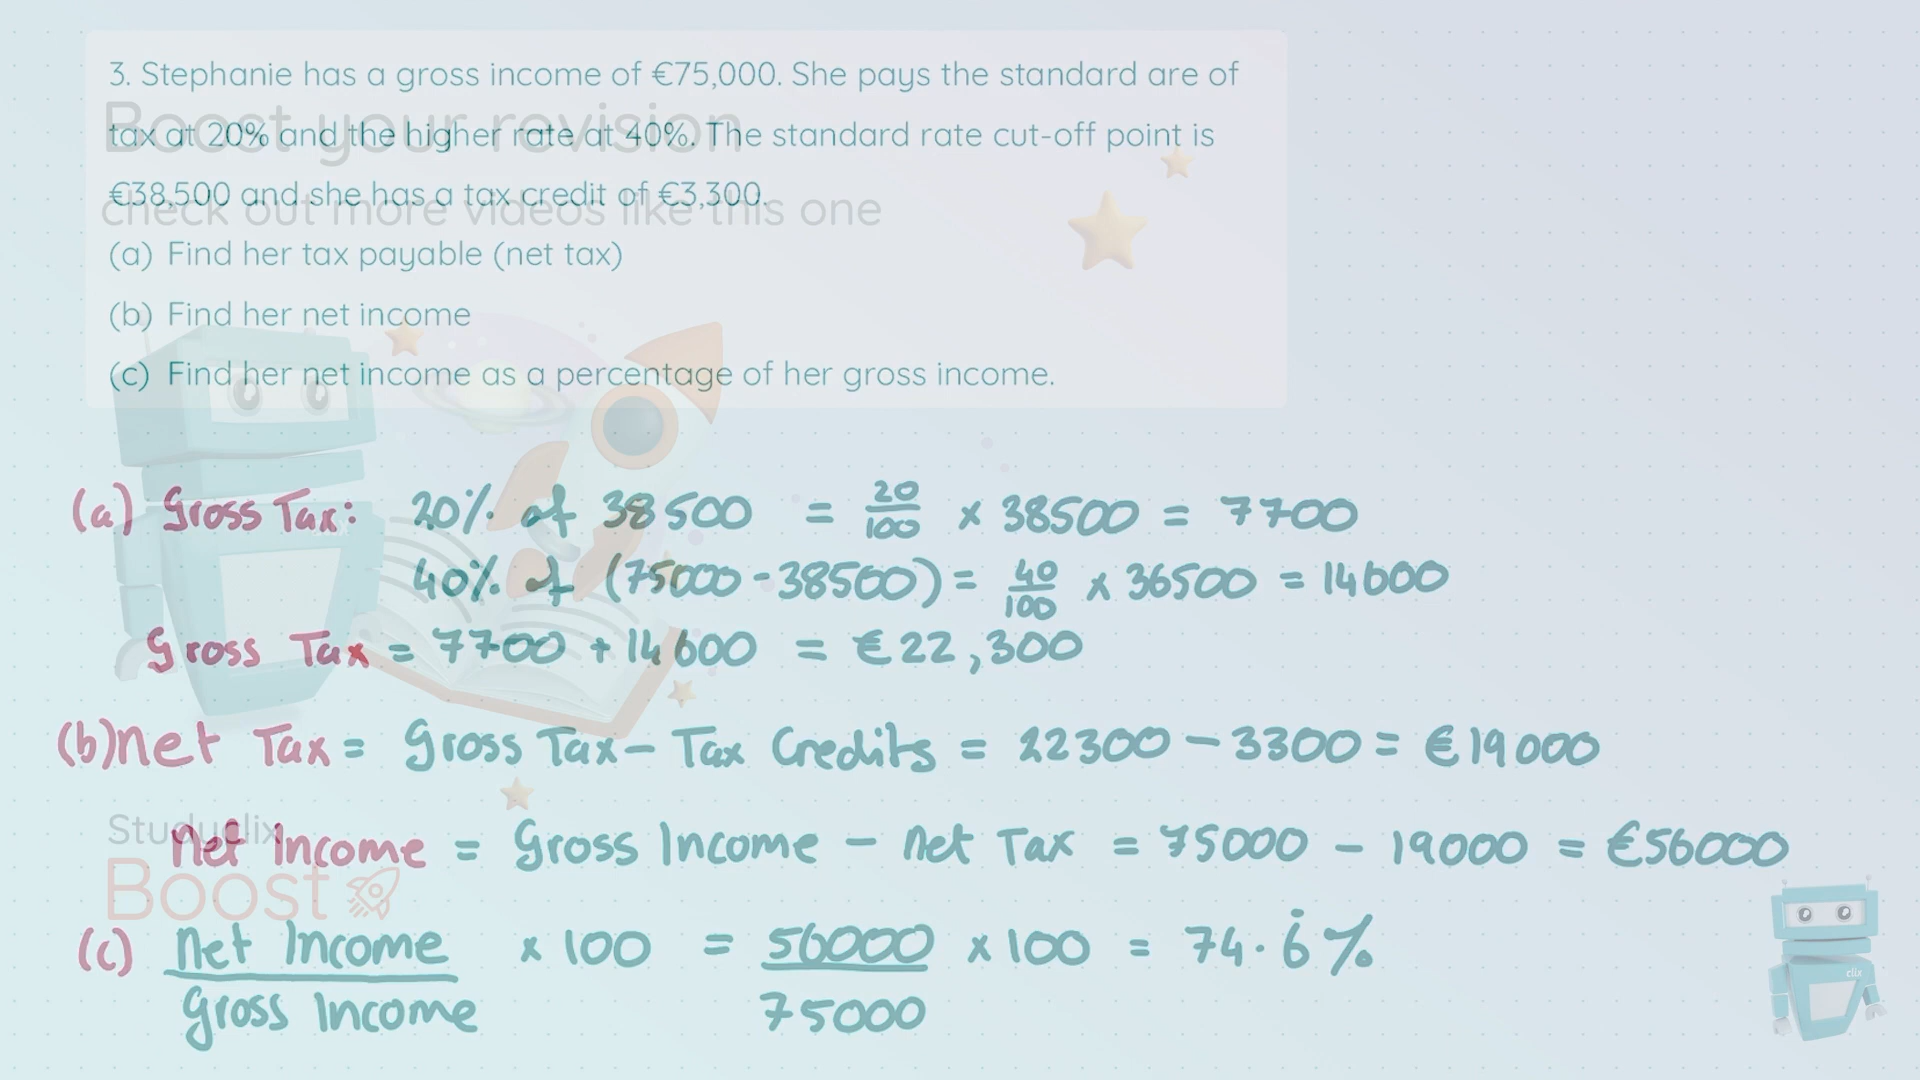 3. Stephanie has a gross income of €75,000. She pays the standard are of
Boost your revision
tax at 20% and the higher rate at 40%. The standard rate cut-off point is
€38,500 and she has a tax credit of €3,300.
check out more videos like this one
(a) Find her tax payable (net tax)
(b) Find her net income
(c) Find her net income as a percentage of her gross income.
(a) Gross Tax: 20% of 38500 = 20/100 x 38500 = 7700
40% of (75000 - 38500) = 40/100 x 36500 = 14600
Gross Tax = 7700 + 14600 = €22,300
(b) net Tax = Gross Tax - Tax Credits = 22300 - 3300 = €19000
Studyclix
Net Income = Gross Income - Net Tax = 75000 - 19000 = €56000
Boost
(c) Net Income x 100 = 56000 x 100 = 74.6̇%
Gross Income 75000
clix